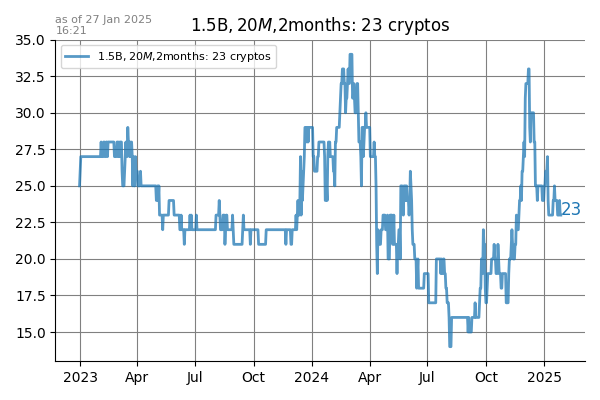 as of 27 Jan 2025
16:21
1.5B, 20M,2months: 23 cryptos
1.5B, 20M,2months: 23 cryptos
35.0
32.5
30.0
27.5
25.0
22.5
20.0
17.5
15.0
23
2023
Apr
Jul
Oct
2024
Apr
Jul
Oct
2025